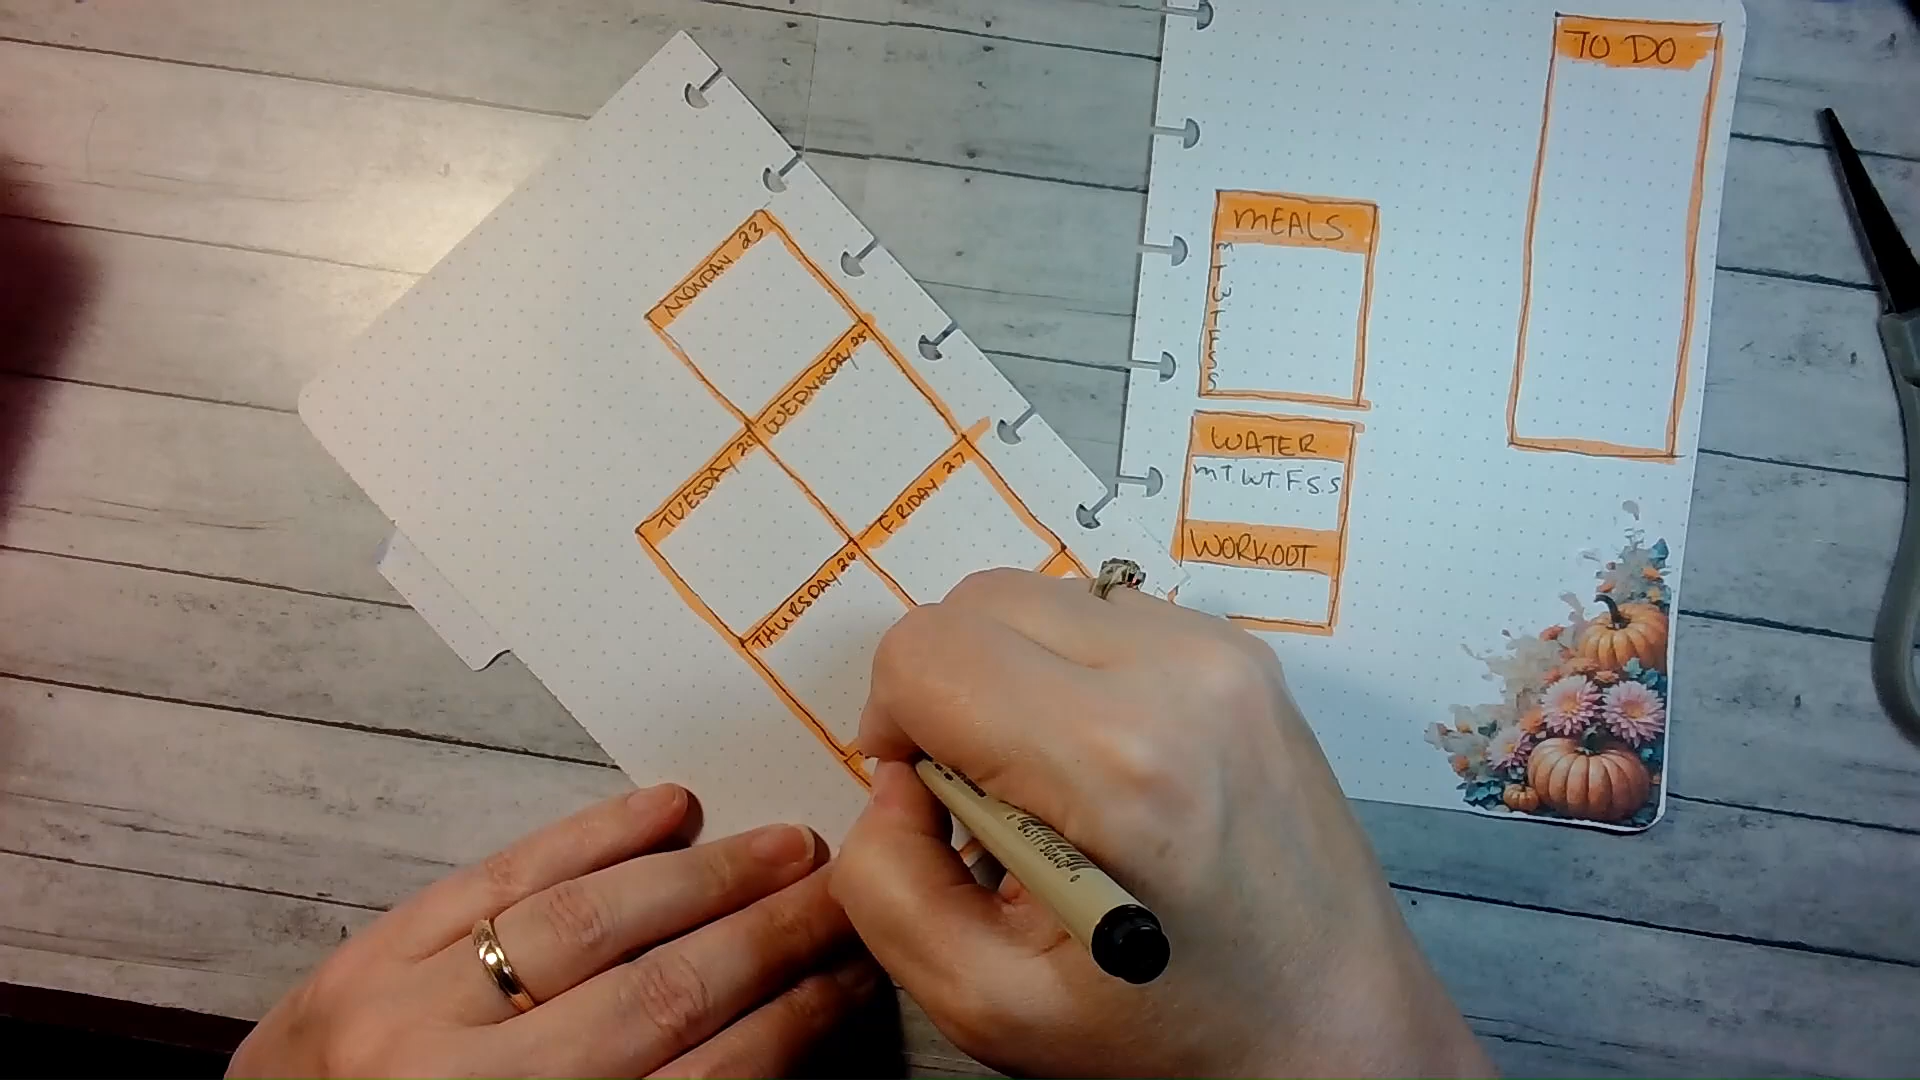 MONDAY 23
TUESDAY 24
WEDNESDAY 25
THURSDAY 26
FRIDAY 27
TO DO
MEALS
M
T
W
T
F
S
S
WATER
M T W T F S S
WORKOUT